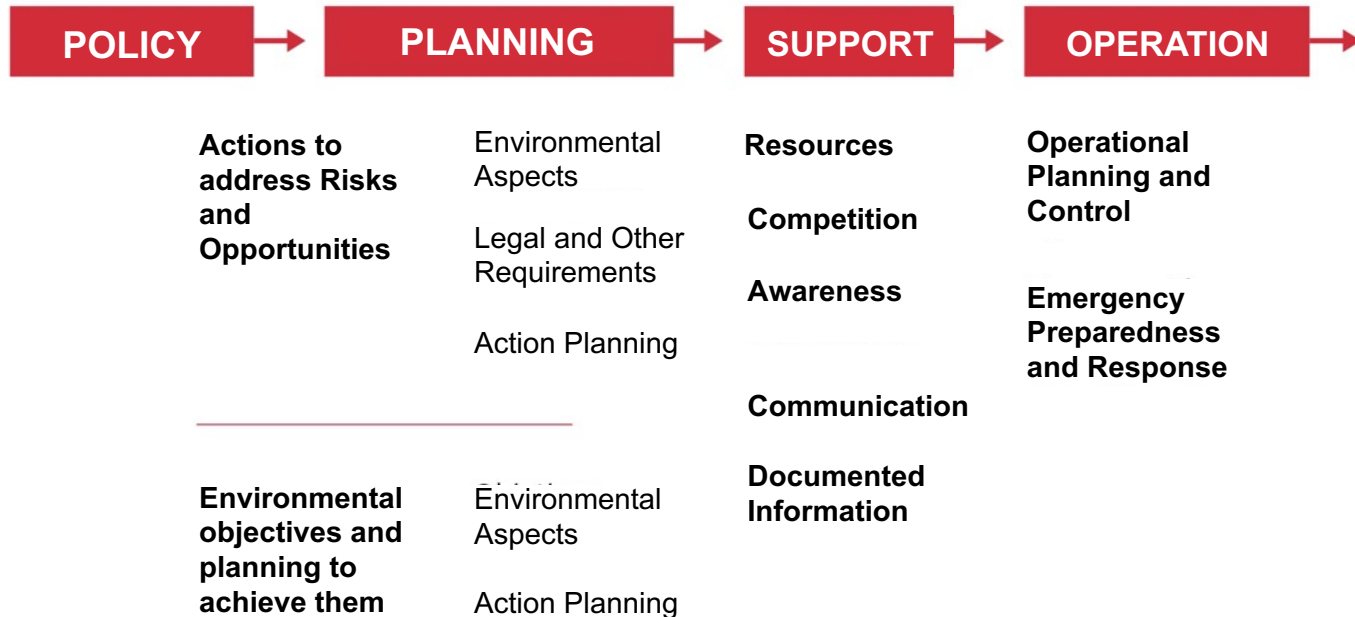 POLICY
PLANNING
SUPPORT
OPERATION
Actions to
address Risks
and
Opportunities
Environmental
Aspects
Legal and Other
Requirements
Action Planning
Environmental
objectives and
planning to
achieve them
Environmental
Aspects
Action Planning
Resources
Competition
Awareness
Communication
Documented
Information
Operational
Planning and
Control
Emergency
Preparedness
and Response